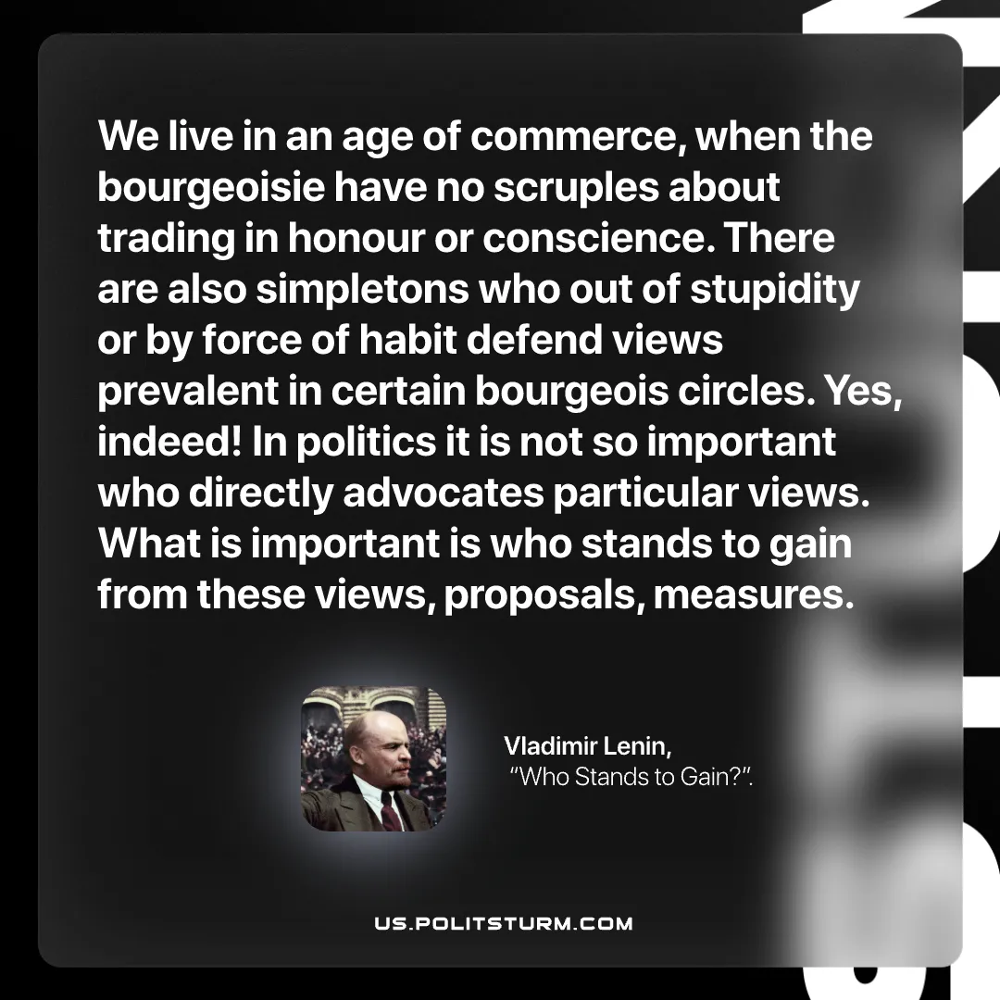 We live in an age of commerce, when the
bourgeoisie have no scruples about
trading in honour or conscience. There
are also simpletons who out of stupidity
or by force of habit defend views
prevalent in certain bourgeois circles. Yes,
indeed! In politics it is not so important
who directly advocates particular views.
What is important is who stands to gain
from these views, proposals, measures.
Vladimir Lenin,
“Who Stands to Gain?”.
US.POLITSTURM.COM